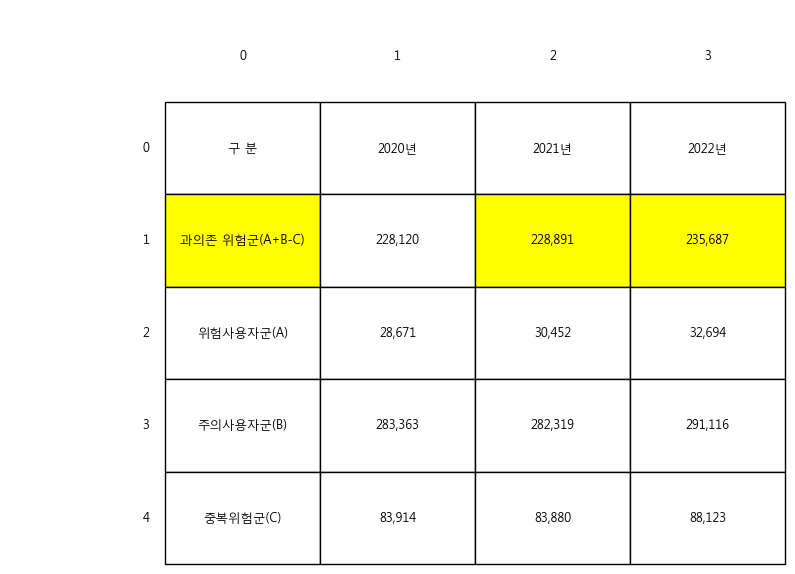 0 1 2 3
0 구 분 2020년 2021년 2022년
1 과의존 위험군(A+B-C) 228,120 228,891 235,687
2 위험사용자군(A) 28,671 30,452 32,694
3 주의사용자군(B) 283,363 282,319 291,116
4 중복위험군(C) 83,914 83,880 88,123